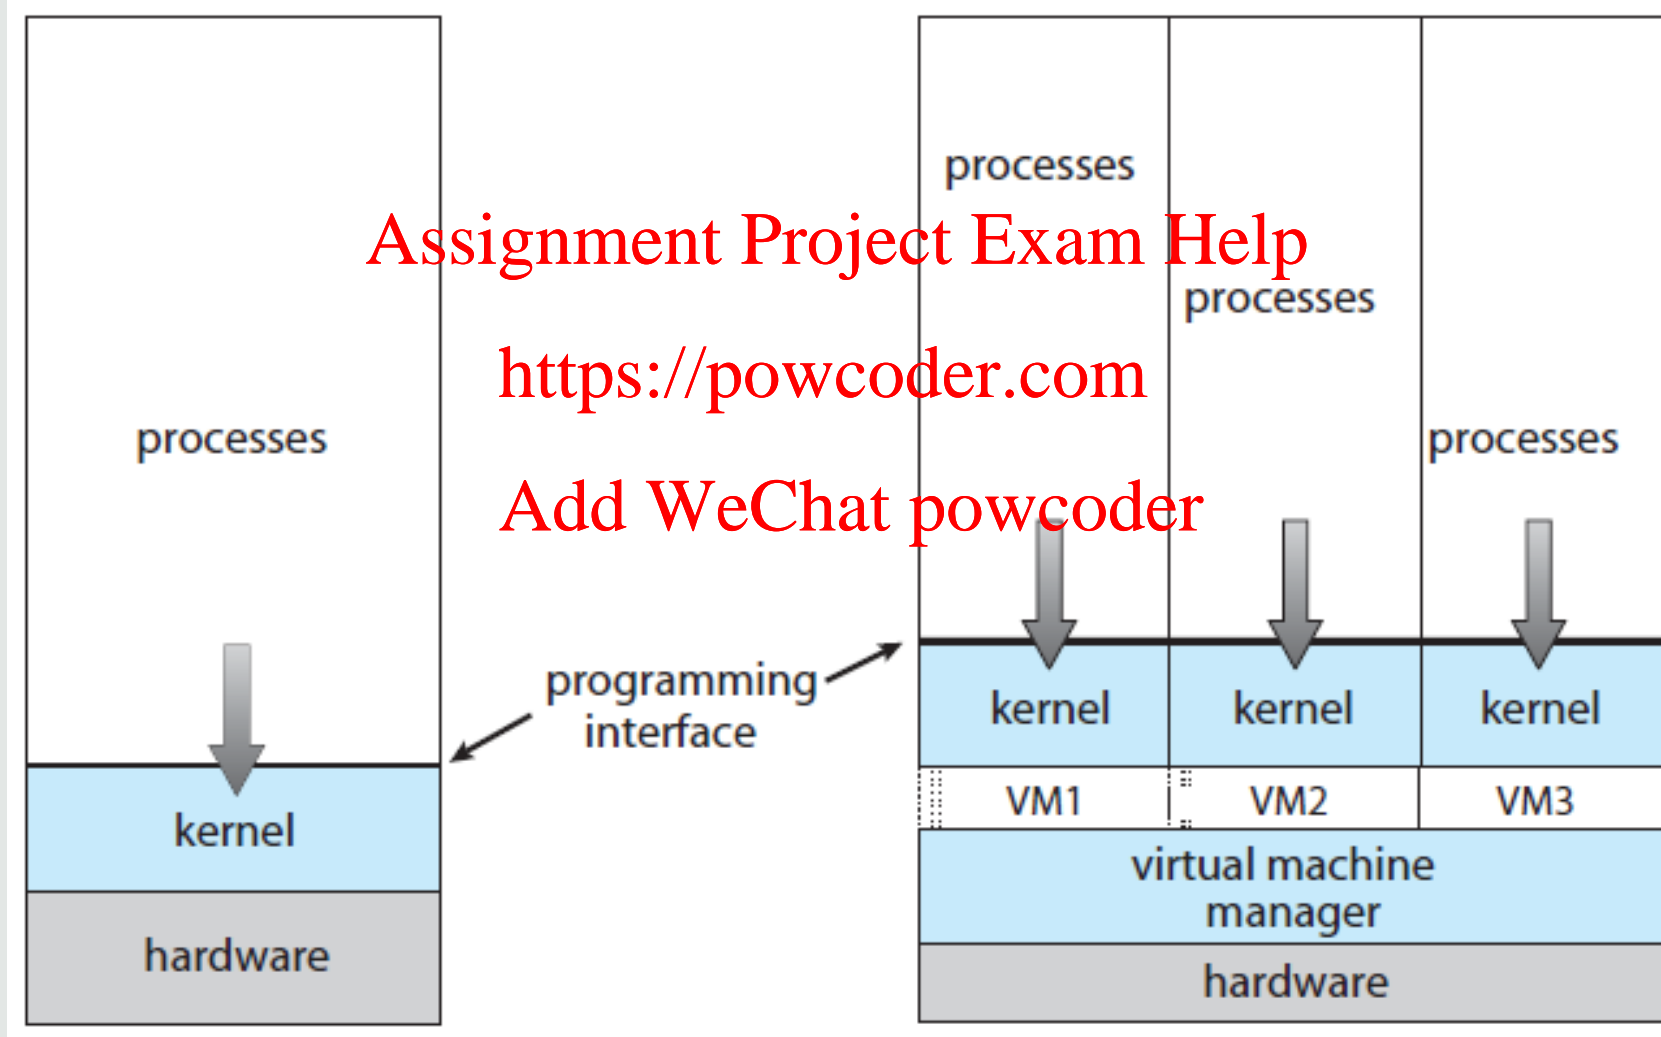 processes
Assignment Project Exam Help
processes
https://powcoder.com
processes
processes
Add WeChat powcoder
programming
interface
kernel
kernel
kernel
VM1
VM2
VM3
kernel
virtual machine
manager
hardware
hardware